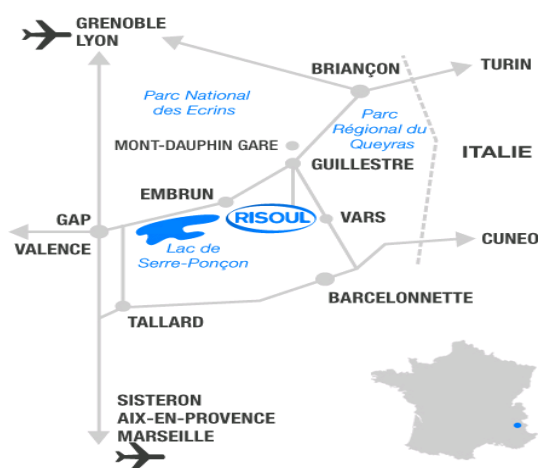 GRENOBLE
LYON
BRIANÇON
TURIN
Parc National
des Ecrins
Parc
Régional du
Queyras
MONT-DAUPHIN GARE
GUILLESTRE
ITALIE
EMBRUN
RISOUL
VARS
GAP
VALENCE
Lac de
Serre-Ponçon
CUNEO
BARCELONNETTE
TALLARD
SISTERON
AIX-EN-PROVENCE
MARSEILLE